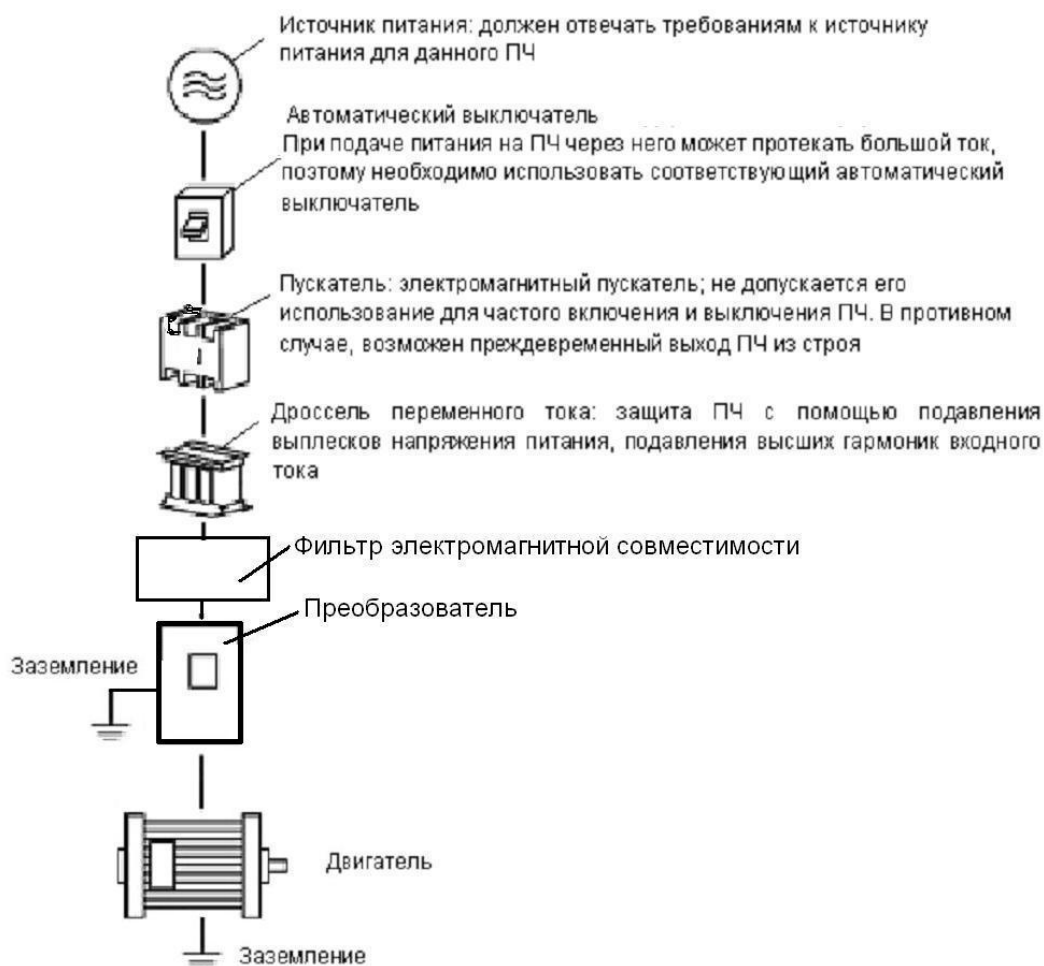 Источник питания: должен отвечать требованиям к источнику
питания для данного ПЧ
Автоматический выключатель
При подаче питания на ПЧ через него может протекать большой ток,
поэтому необходимо использовать соответствующий автоматический
выключатель
Пускатель: электромагнитный пускатель; не допускается его
использование для частого включения и выключения ПЧ. В противном
случае, возможен преждевременный выход ПЧ из строя
Дроссель переменного тока: защита ПЧ с помощью подавления
выплесков напряжения питания, подавления высших гармоник входного
тока
Фильтр электромагнитной совместимости
Преобразователь
Заземление
Двигатель
Заземление